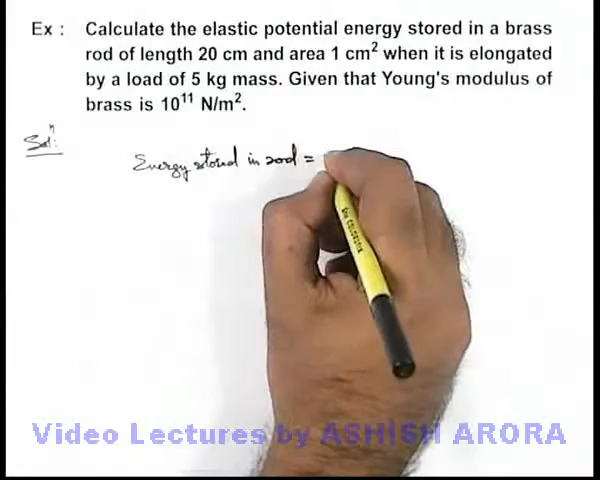 Ex : Calculate the elastic potential energy stored in a brass
rod of length 20 cm and area 1 cm² when it is elongated
by a load of 5 kg mass. Given that Young's modulus of
brass is 10¹¹ N/m².
Solⁿ:
Energy stored in rod =
Video Lectures by ASHISH ARORA